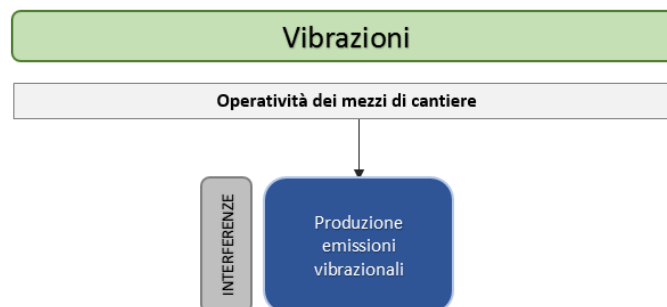 Vibrazioni
Operatività dei mezzi di cantiere
INTERFERENZE
Produzione
emissioni
vibrazionali